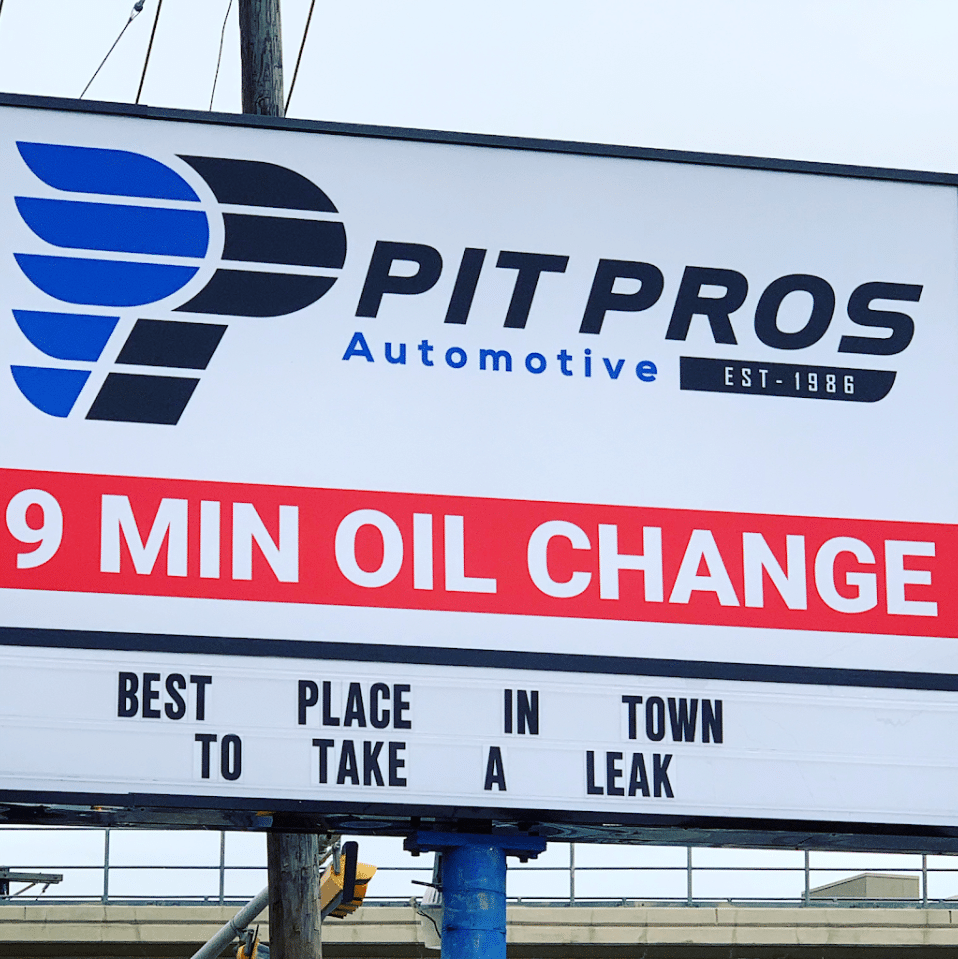 PIT PROS
Automotive
EST-1986
9 MIN OIL CHANGE
BEST PLACE IN TOWN
TO TAKE A LEAK